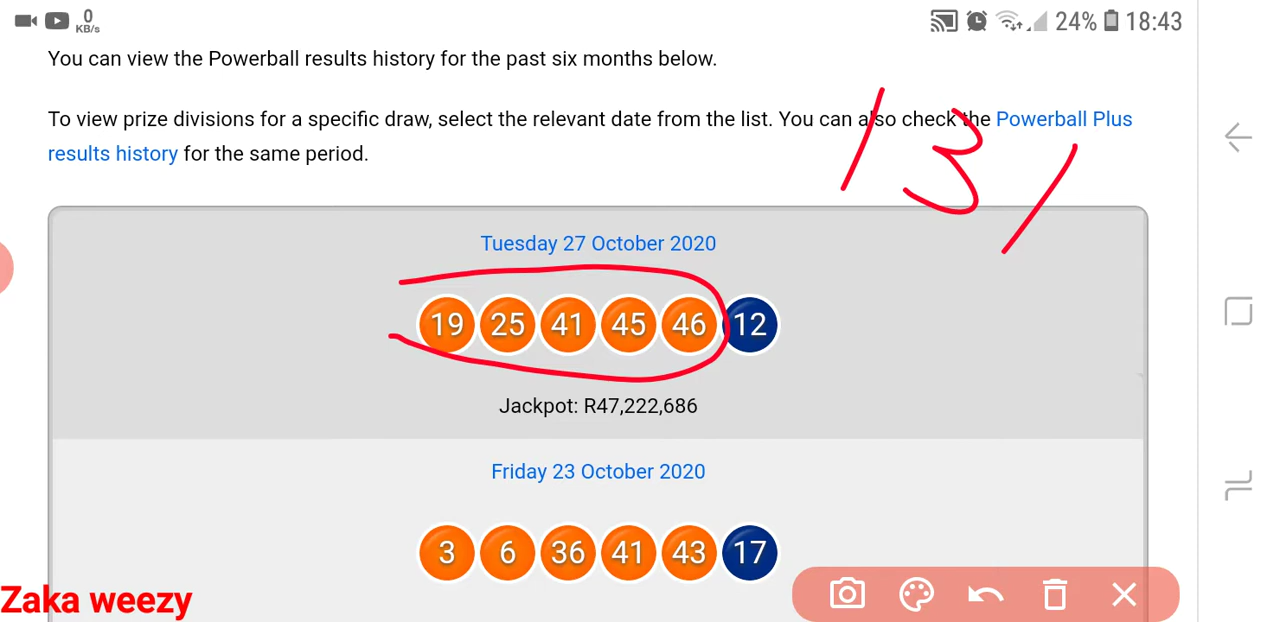 0
KB/s
24% 18:43
You can view the Powerball results history for the past six months below.
To view prize divisions for a specific draw, select the relevant date from the list. You can also check the Powerball Plus
results history for the same period.
13,
Tuesday 27 October 2020
19 25 41 45 46 12
Jackpot: R47,222,686
Friday 23 October 2020
3 6 36 41 43 17
Zaka weezy